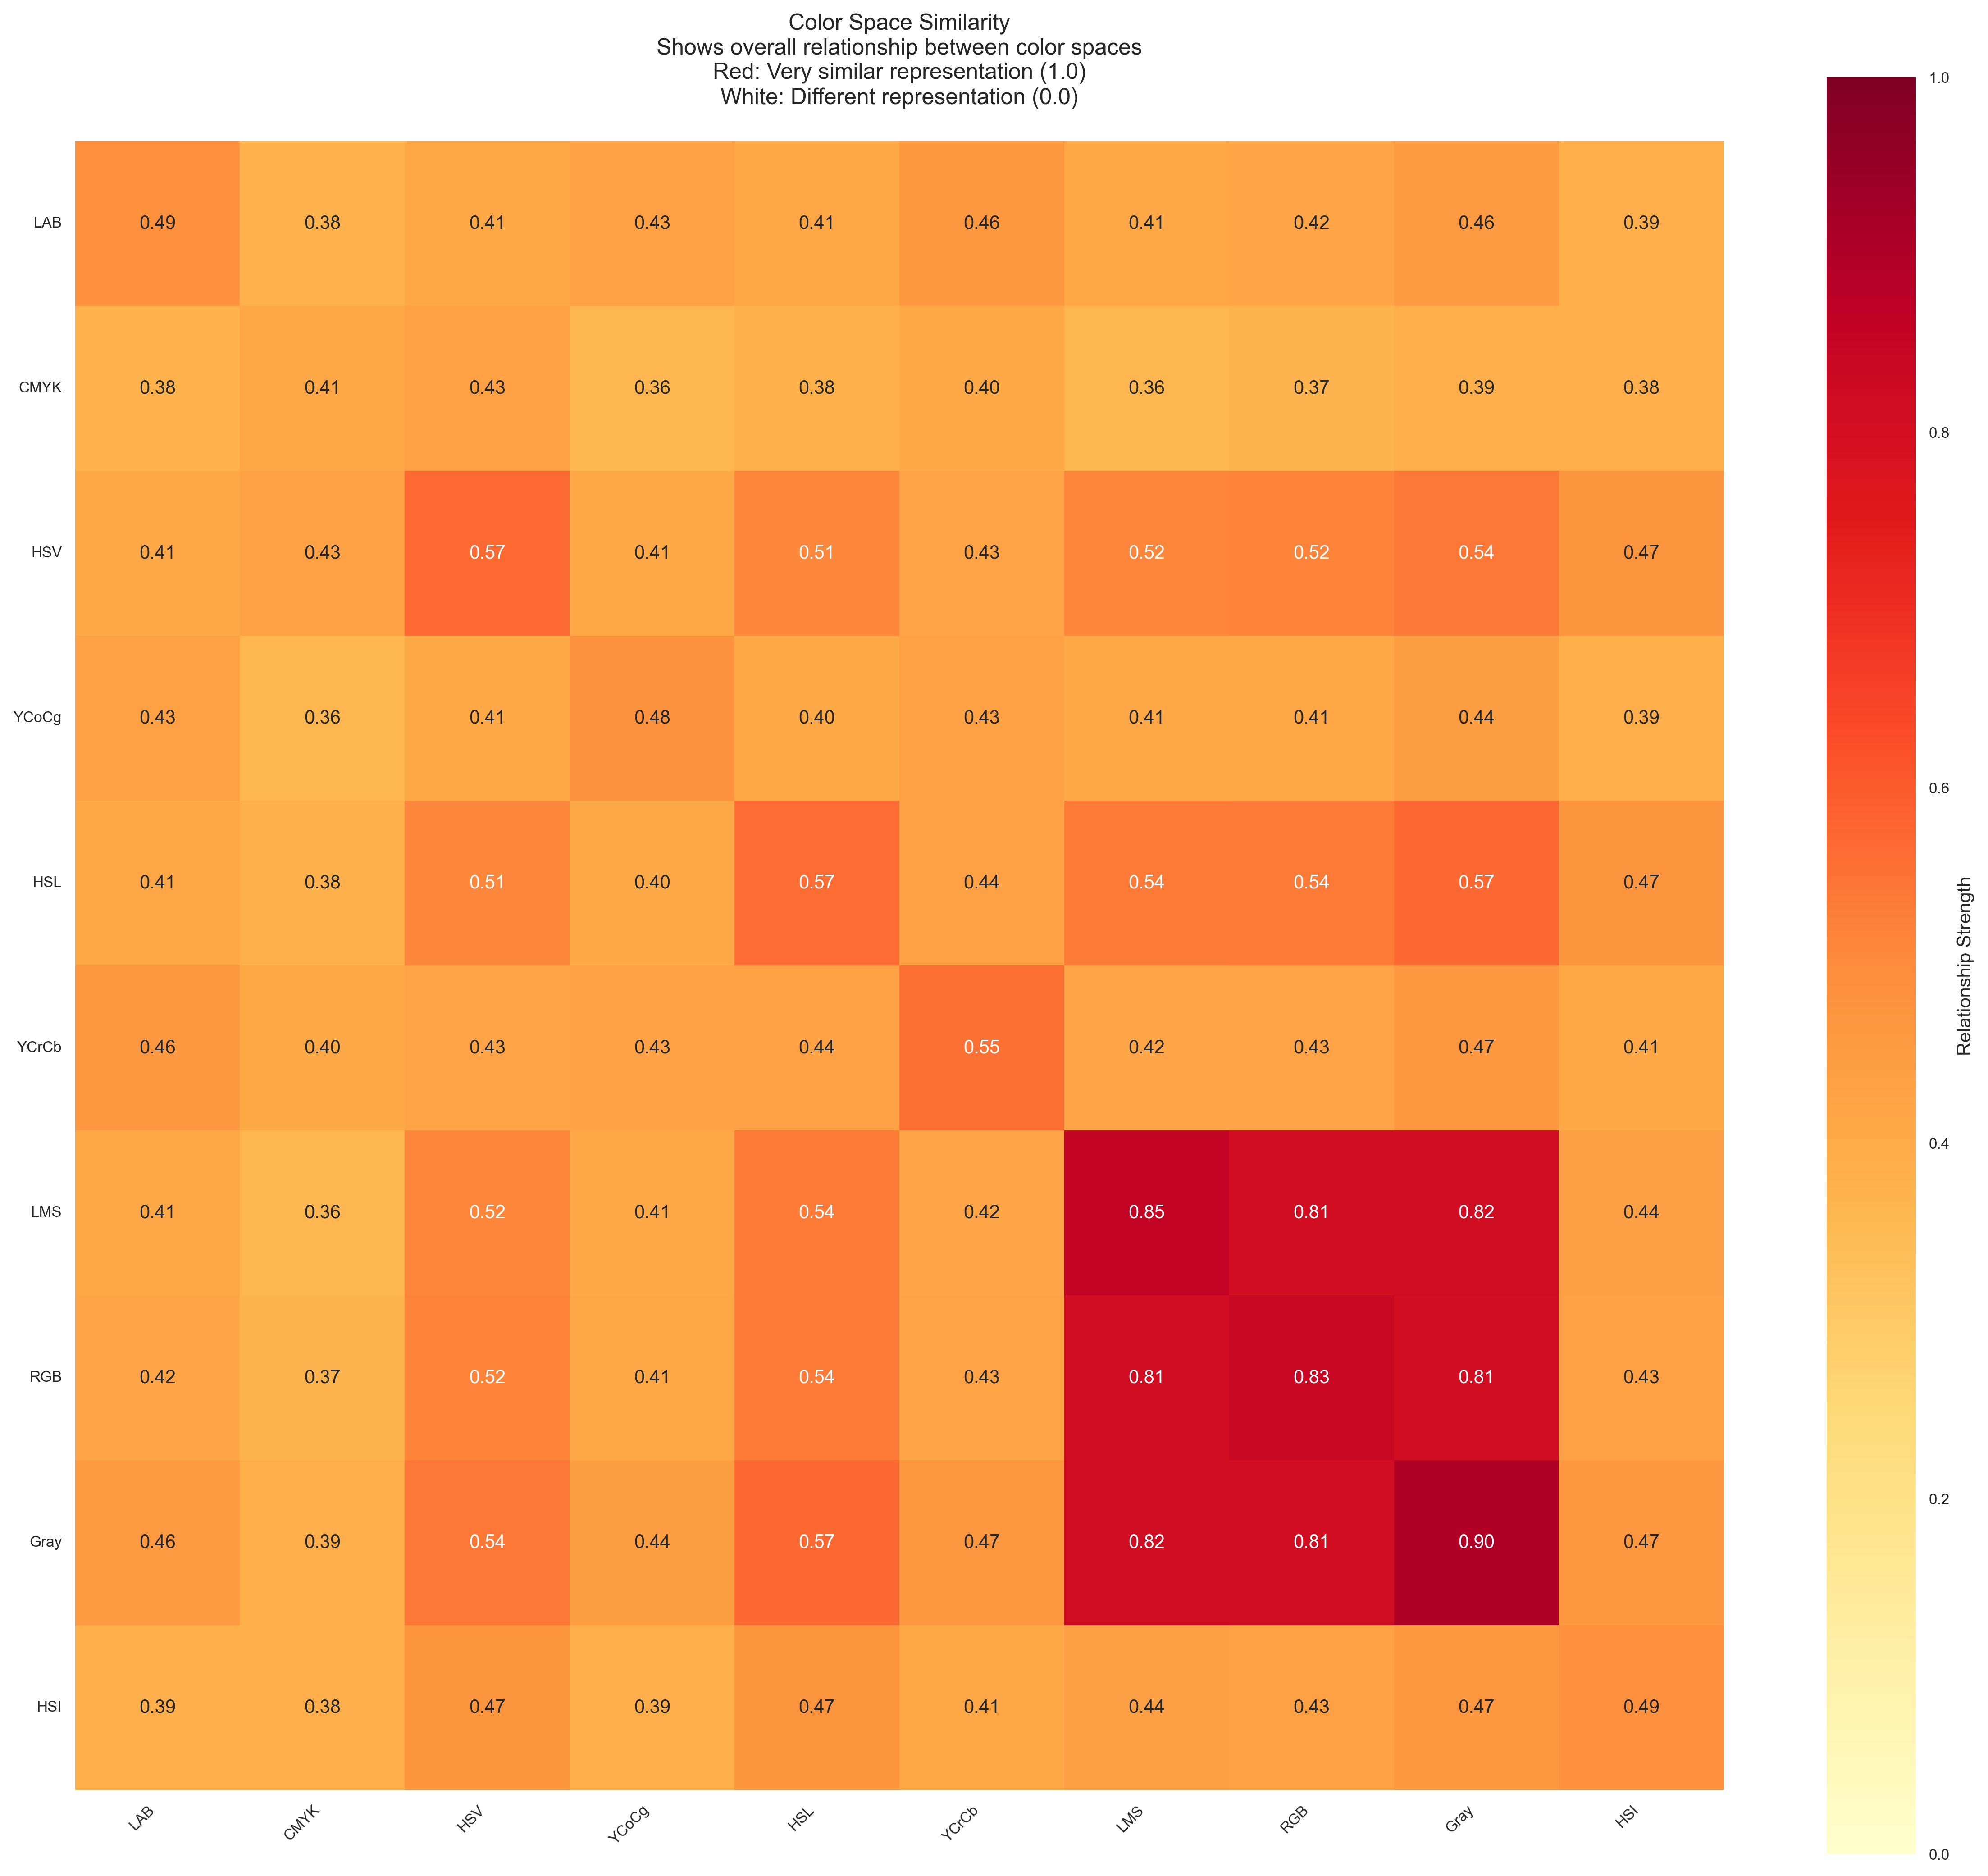 Color Space Similarity
Shows overall relationship between color spaces
Red: Very similar representation (1.0)
White: Different representation (0.0)
LAB 0.49 0.38 0.41 0.43 0.41 0.46 0.41 0.42 0.46 0.39
CMYK 0.38 0.41 0.43 0.36 0.38 0.40 0.36 0.37 0.39 0.38
HSV 0.41 0.43 0.57 0.41 0.51 0.43 0.52 0.52 0.54 0.47
YCoCg 0.43 0.36 0.41 0.48 0.40 0.43 0.41 0.41 0.44 0.39
HSL 0.41 0.38 0.51 0.40 0.57 0.44 0.54 0.54 0.57 0.47
YCrCb 0.46 0.40 0.43 0.43 0.44 0.55 0.42 0.43 0.47 0.41
LMS 0.41 0.36 0.52 0.41 0.54 0.42 0.85 0.81 0.82 0.44
RGB 0.42 0.37 0.52 0.41 0.54 0.43 0.81 0.83 0.81 0.43
Gray 0.46 0.39 0.54 0.44 0.57 0.47 0.82 0.81 0.90 0.47
HSI 0.39 0.38 0.47 0.39 0.47 0.41 0.44 0.43 0.47 0.49
LAB CMYK HSV YCoCg HSL YCrCb LMS RGB Gray HSI
1.0
0.8
0.6
0.4
0.2
0.0
Relationship Strength